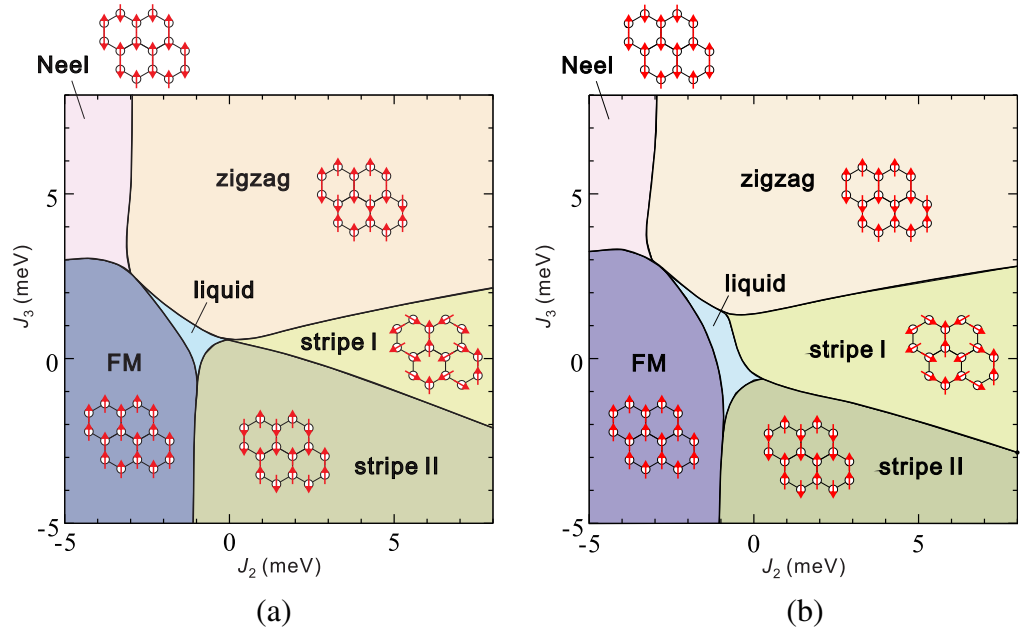 Neel
zigzag
liquid
FM
stripe I
stripe II
5
0
-5
J3 (meV)
-5
0
5
J2 (meV)
(a)
Neel
zigzag
liquid
FM
stripe I
stripe II
5
0
-5
J3 (meV)
-5
0
5
J2 (meV)
(b)